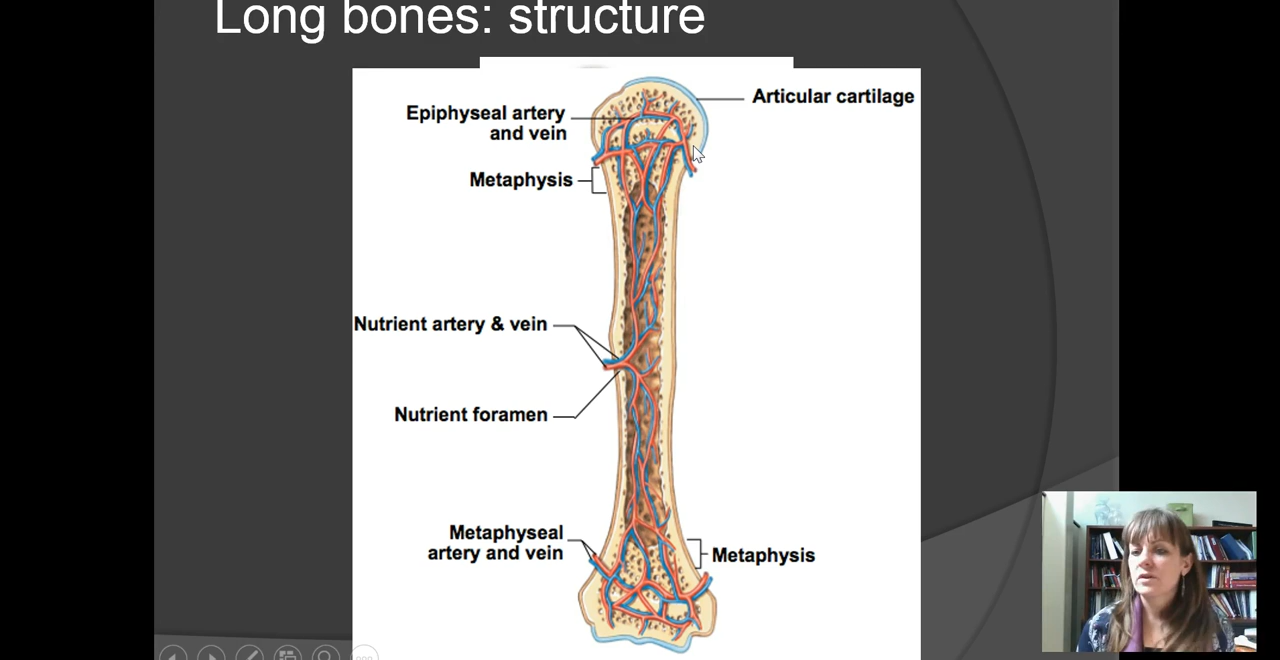 Long bones: structure
Articular cartilage
Epiphyseal artery
and vein
Metaphysis
Nutrient artery & vein
Nutrient foramen
Metaphyseal
artery and vein
Metaphysis